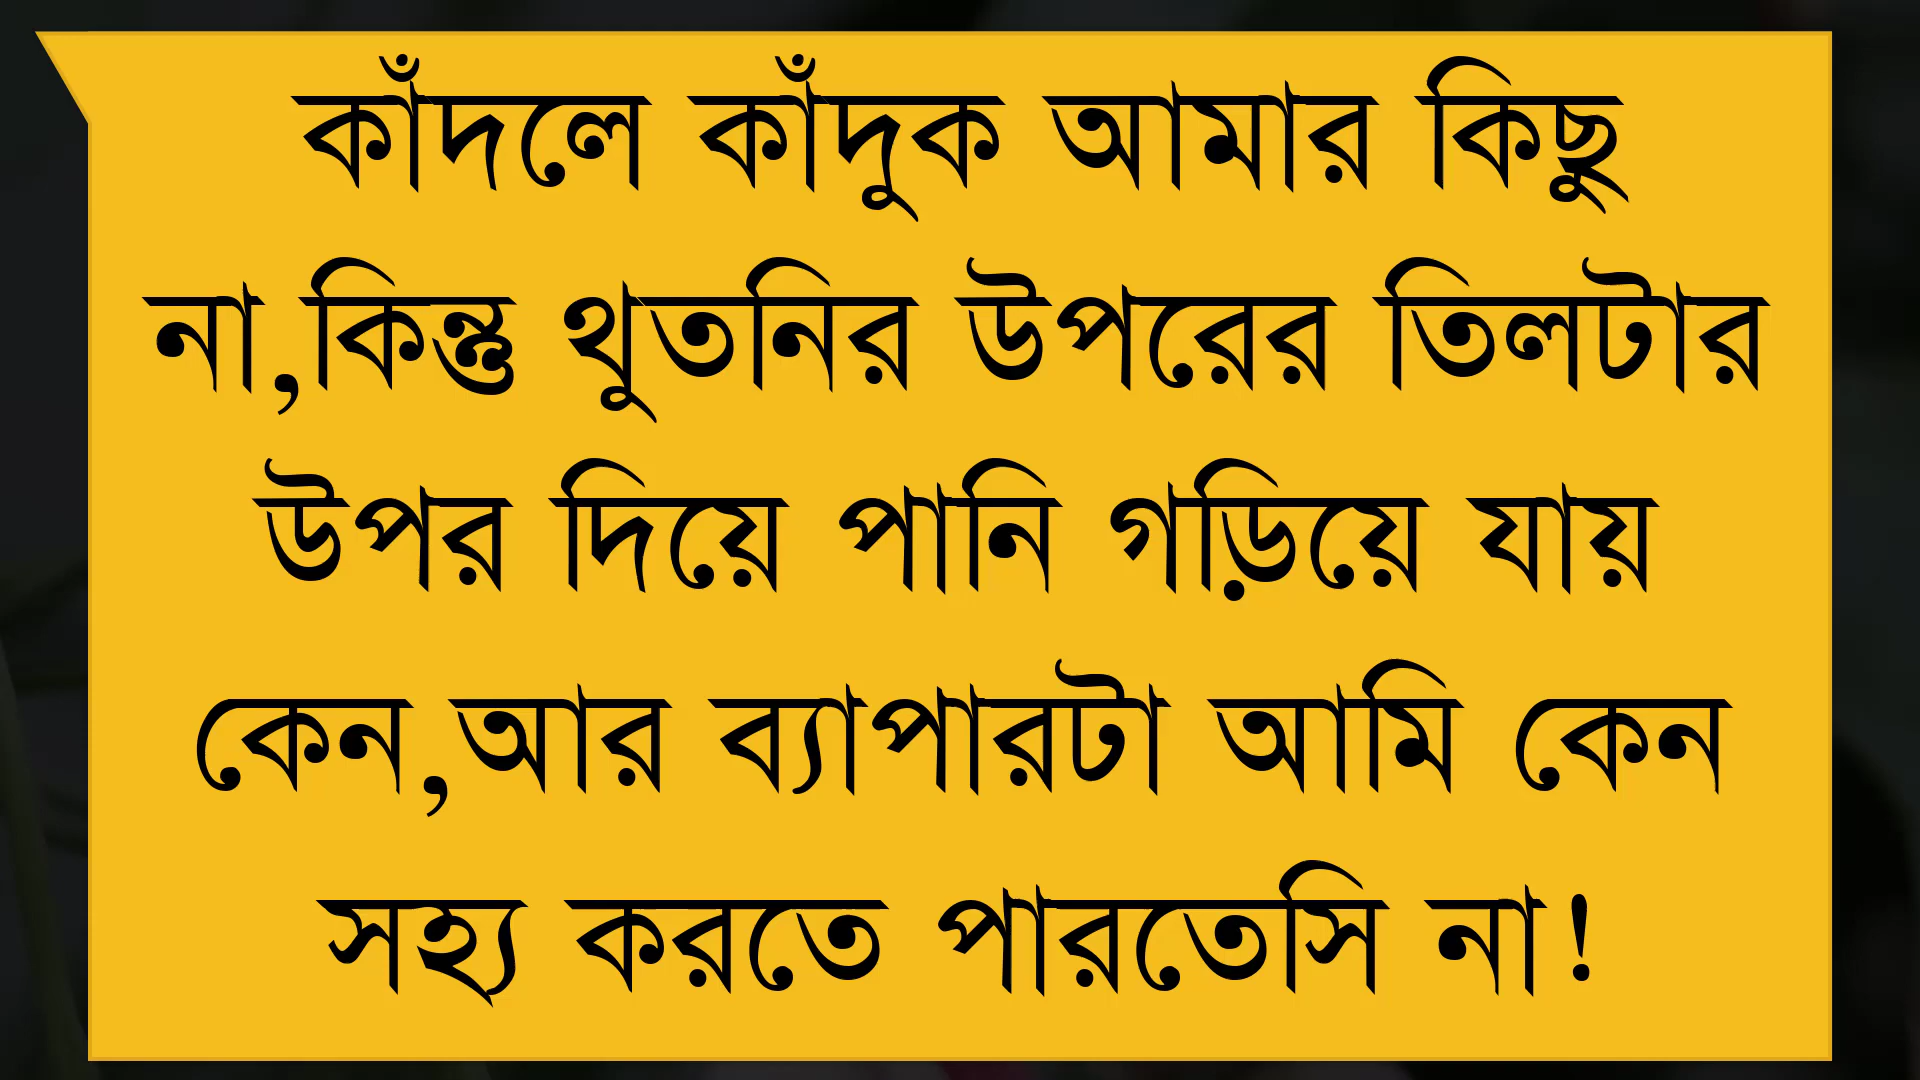 কাঁদলে কাঁদুক আমার কিছু
না,কিন্তু থুতনির উপরের তিলটার
উপর দিয়ে পানি গড়িয়ে যায়
কেন,আর ব্যাপারটা আমি কেন
সহ্য করতে পারতেসি না!